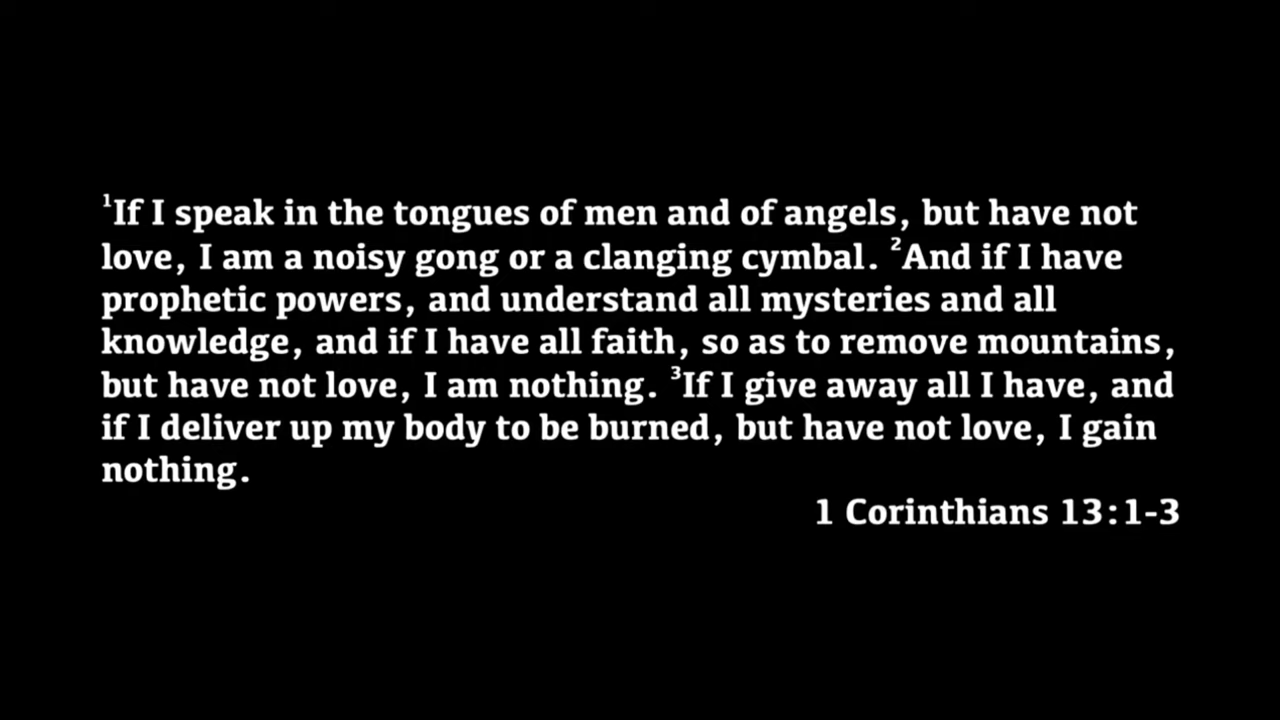 ¹If I speak in the tongues of men and of angels, but have not
love, I am a noisy gong or a clanging cymbal. ²And if I have
prophetic powers, and understand all mysteries and all
knowledge, and if I have all faith, so as to remove mountains,
but have not love, I am nothing. ³If I give away all I have, and
if I deliver up my body to be burned, but have not love, I gain
nothing.
1 Corinthians 13:1-3